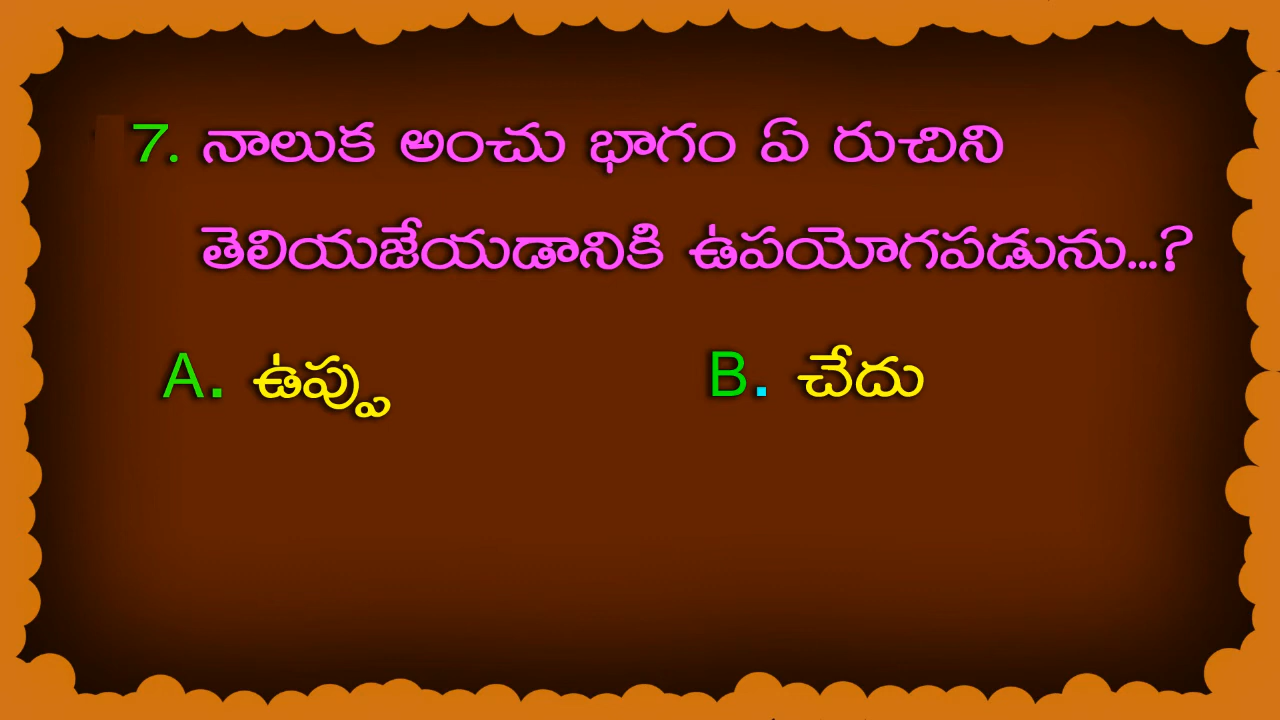 7. నాలుక అంచు భాగం ఏ రుచిని
తెలియజేయడానికి ఉపయోగపడును...?
A. ఉప్పు B. చేదు